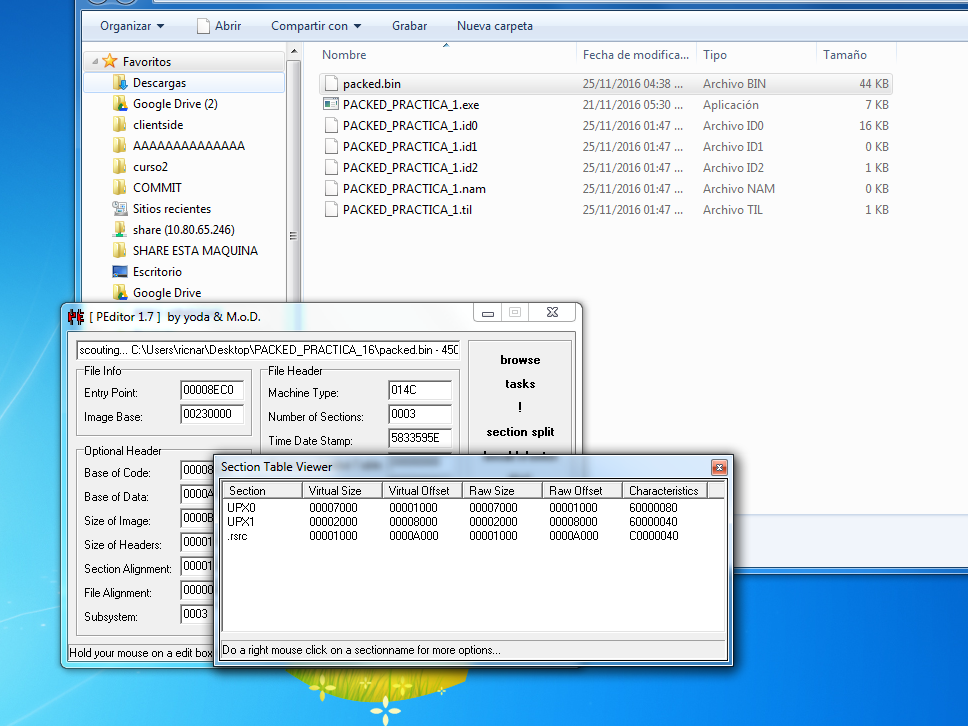 Organizar Abrir Compartir con Grabar Nueva carpeta
Favoritos
Descargas
Google Drive (2)
clientside
AAAAAAAAAAAAAA
curso2
COMMIT
Sitios recientes
share (10.80.65.246)
SHARE ESTA MAQUINA
Escritorio
Google Drive
Nombre Fecha de modifica... Tipo Tamaño
packed.bin 25/11/2016 04:38 ... Archivo BIN 44 KB
PACKED_PRACTICA_1.exe 21/11/2016 05:30 ... Aplicación 7 KB
PACKED_PRACTICA_1.id0 25/11/2016 01:47 ... Archivo ID0 16 KB
PACKED_PRACTICA_1.id1 25/11/2016 01:47 ... Archivo ID1 0 KB
PACKED_PRACTICA_1.id2 25/11/2016 01:47 ... Archivo ID2 1 KB
PACKED_PRACTICA_1.nam 25/11/2016 01:47 ... Archivo NAM 0 KB
PACKED_PRACTICA_1.til 25/11/2016 01:47 ... Archivo TIL 1 KB
[ PEditor 1.7 ] by yoda & M.o.D.
scouting... C:\Users\ricnar\Desktop\PACKED_PRACTICA_16\packed.bin - 450
File Info
Entry Point: 00008EC0
Image Base: 00230000
File Header
Machine Type: 014C
Number of Sections: 0003
Time Date Stamp: 5833595E
browse
tasks
!
section split
Optional Header
Base of Code: 00008
Base of Data: 0000A
Size of Image: 0000B
Size of Headers: 00001
Section Alignment: 00001
File Alignment: 00000
Subsystem: 0003
Hold your mouse on a edit box
Section Table Viewer
Section Virtual Size Virtual Offset Raw Size Raw Offset Characteristics
UPX0 00007000 00001000 00007000 00001000 60000080
UPX1 00002000 00008000 00002000 00008000 60000040
.rsrc 00001000 0000A000 00001000 0000A000 C0000040
Do a right mouse click on a sectionname for more options...